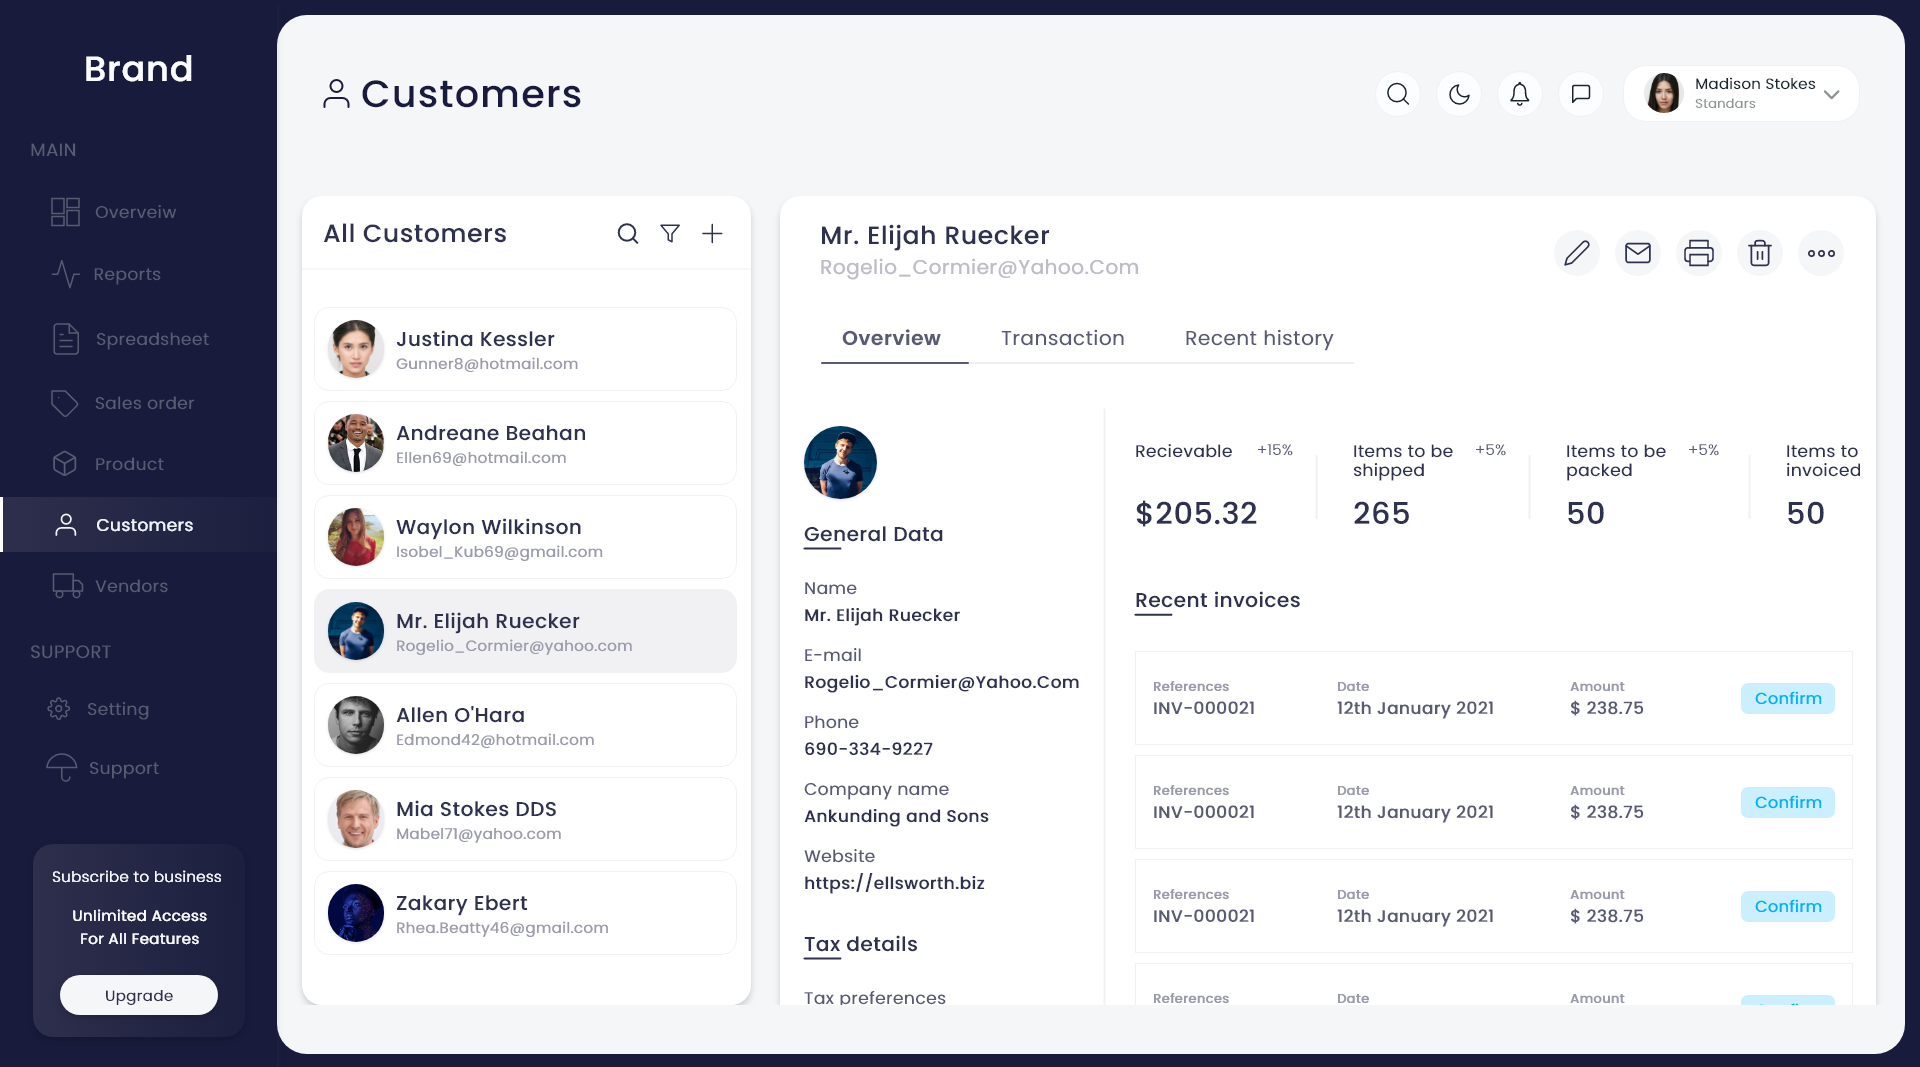 Brand
MAIN
Overveiw
Reports
Spreadsheet
Sales order
Product
Customers
Vendors
SUPPORT
Setting
Support
Subscribe to business
Unlimited Access
For All Features
Upgrade
Customers
Madison Stokes
Standars
All Customers
Justina Kessler
Gunner8@hotmail.com
Andreane Beahan
Ellen69@hotmail.com
Waylon Wilkinson
Isobel_Kub69@gmail.com
Mr. Elijah Ruecker
Rogelio_Cormier@yahoo.com
Allen O'Hara
Edmond42@hotmail.com
Mia Stokes DDS
Mabel71@yahoo.com
Zakary Ebert
Rhea.Beatty46@gmail.com
Mr. Elijah Ruecker
Rogelio_Cormier@Yahoo.Com
Overview Transaction Recent history
General Data
Name
Mr. Elijah Ruecker
E-mail
Rogelio_Cormier@Yahoo.Com
Phone
690-334-9227
Company name
Ankunding and Sons
Website
https://ellsworth.biz
Tax details
Tax preferences
Recievable +15%
$205.32
Items to be +5%
shipped
265
Items to be +5%
packed
50
Items to
invoiced
50
Recent invoices
References Date Amount
INV-000021 12th January 2021 $ 238.75 Confirm
References Date Amount
INV-000021 12th January 2021 $ 238.75 Confirm
References Date Amount
INV-000021 12th January 2021 $ 238.75 Confirm
References Date Amount